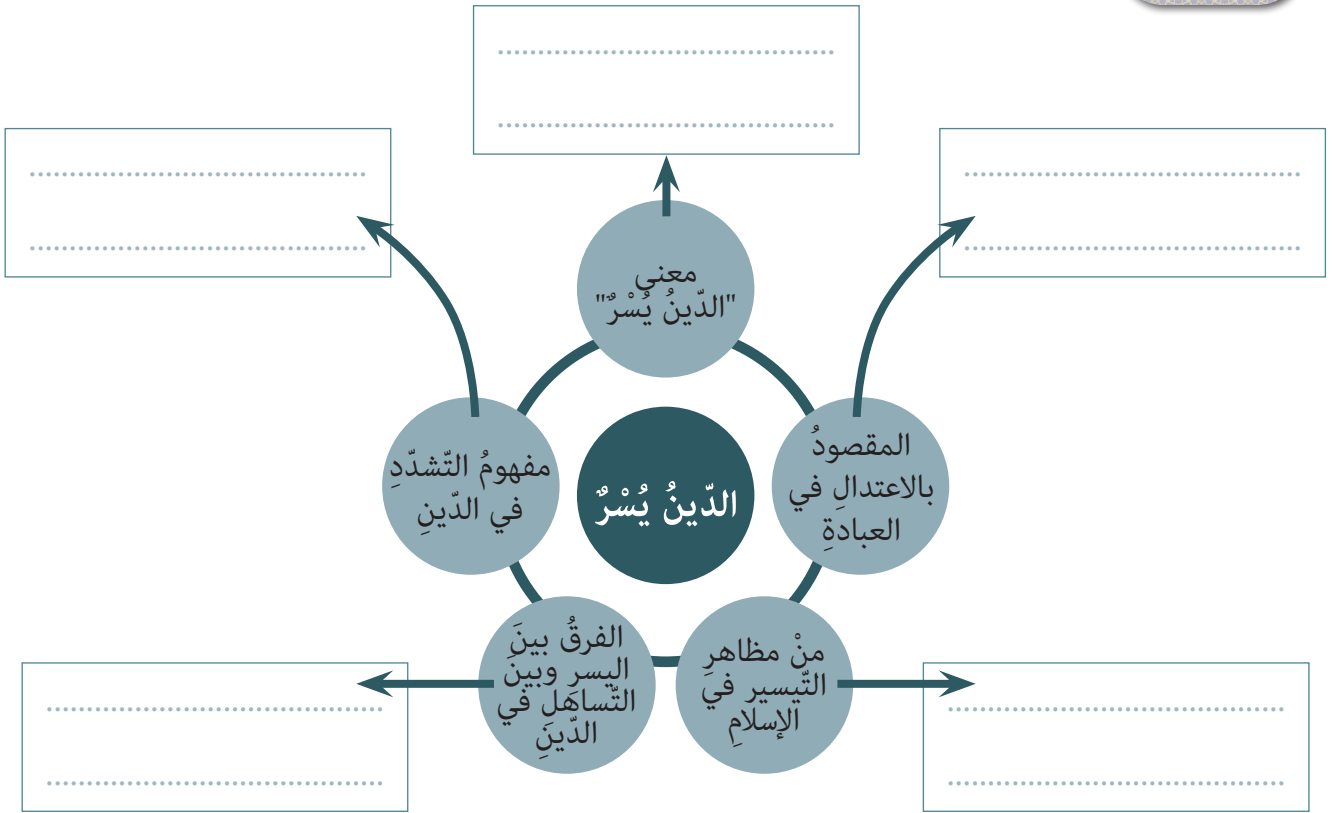 معنى
"الدّينُ يُسْرٌ"
المقصودُ
بالاعتدالِ في
العبادةِ
مفهومُ التّشدّدِ
في الدّينِ
الدّينُ يُسْرٌ
منْ مظاهرِ
التّيسيرِ في
الإسلامِ
الفرقُ بينَ
اليسرِ وبينَ
التّساهلِ في
الدّينِ